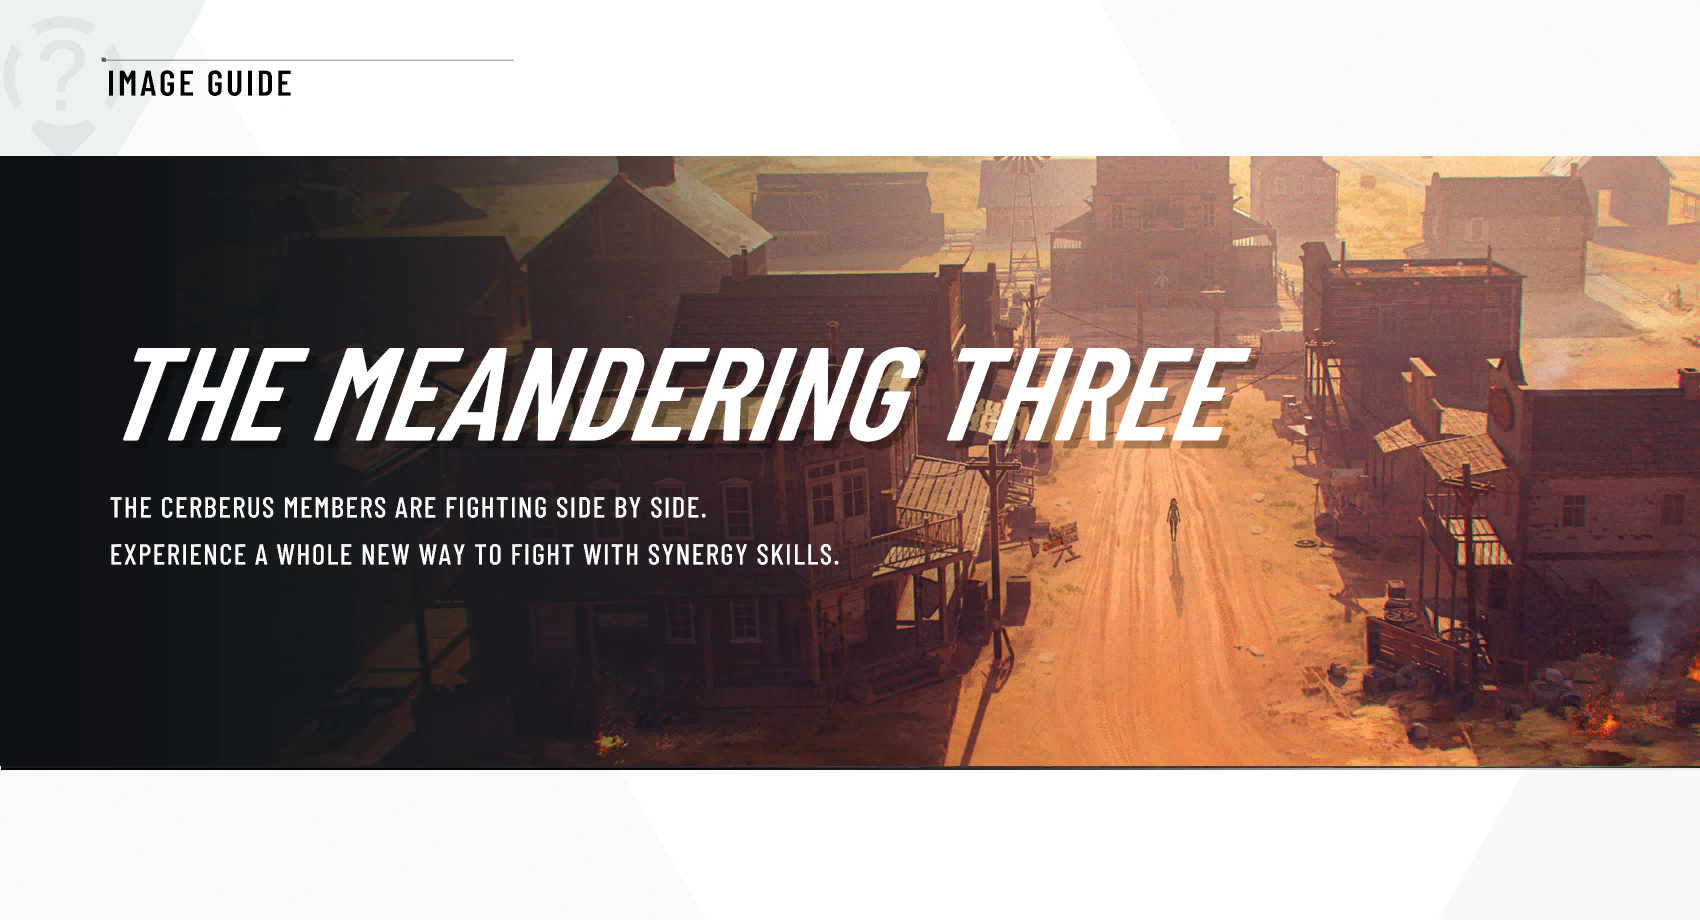 IMAGE GUIDE
THE MEANDERING THREE
THE CERBERUS MEMBERS ARE FIGHTING SIDE BY SIDE.
EXPERIENCE A WHOLE NEW WAY TO FIGHT WITH SYNERGY SKILLS.